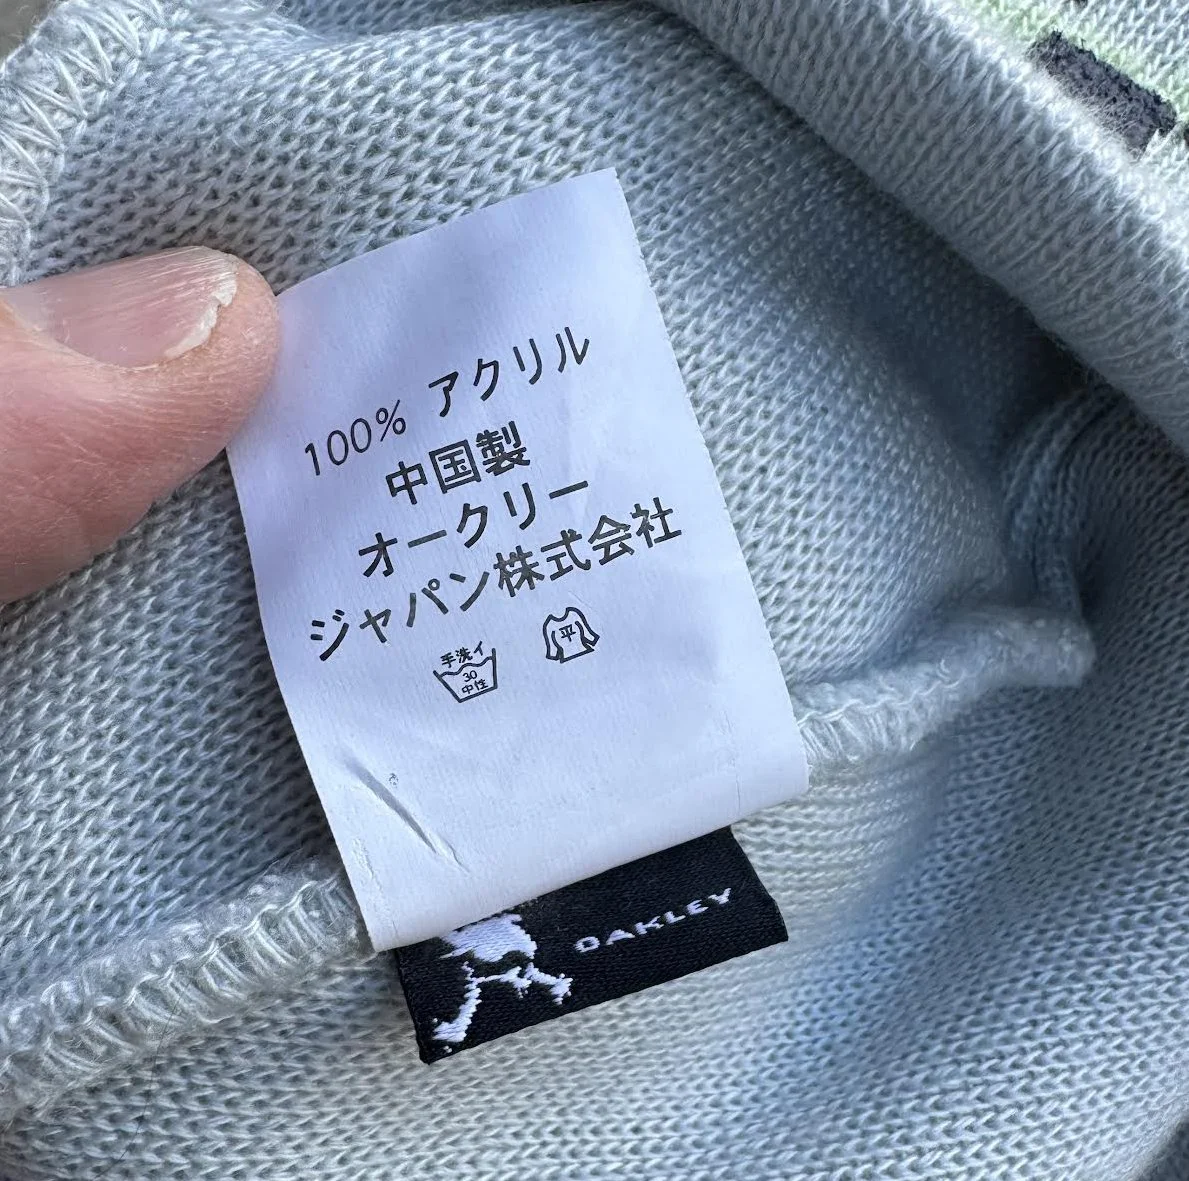 100% アクリル
中国製
オークリー
ジャパン株式会社
手洗イ
30
中性
平
OAKLEY